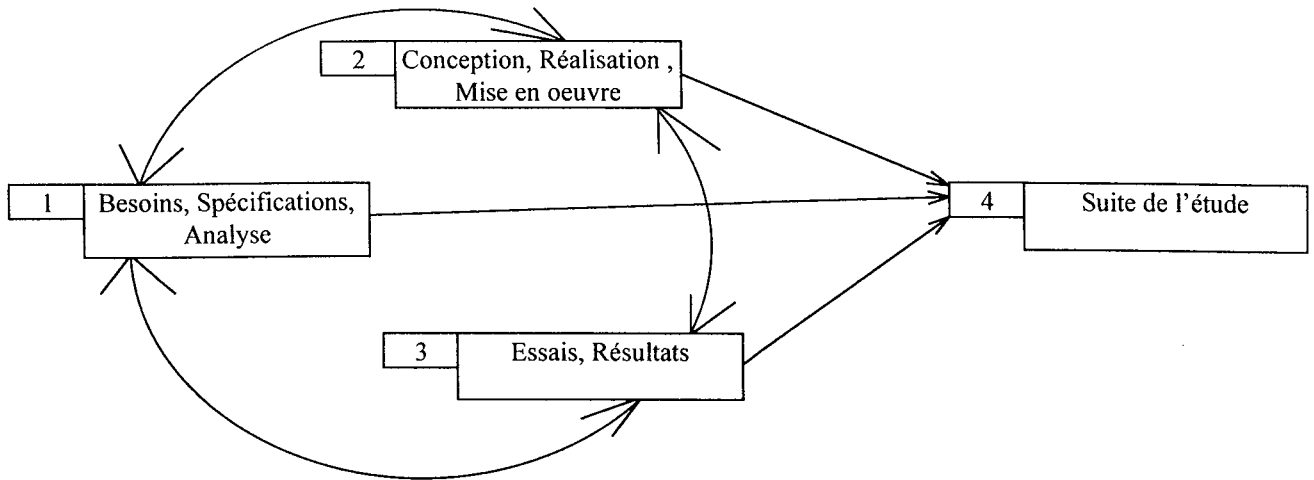 2
Conception, Réalisation ,
Mise en oeuvre
1
Besoins, Spécifications,
Analyse
4
Suite de l'étude
3
Essais, Résultats